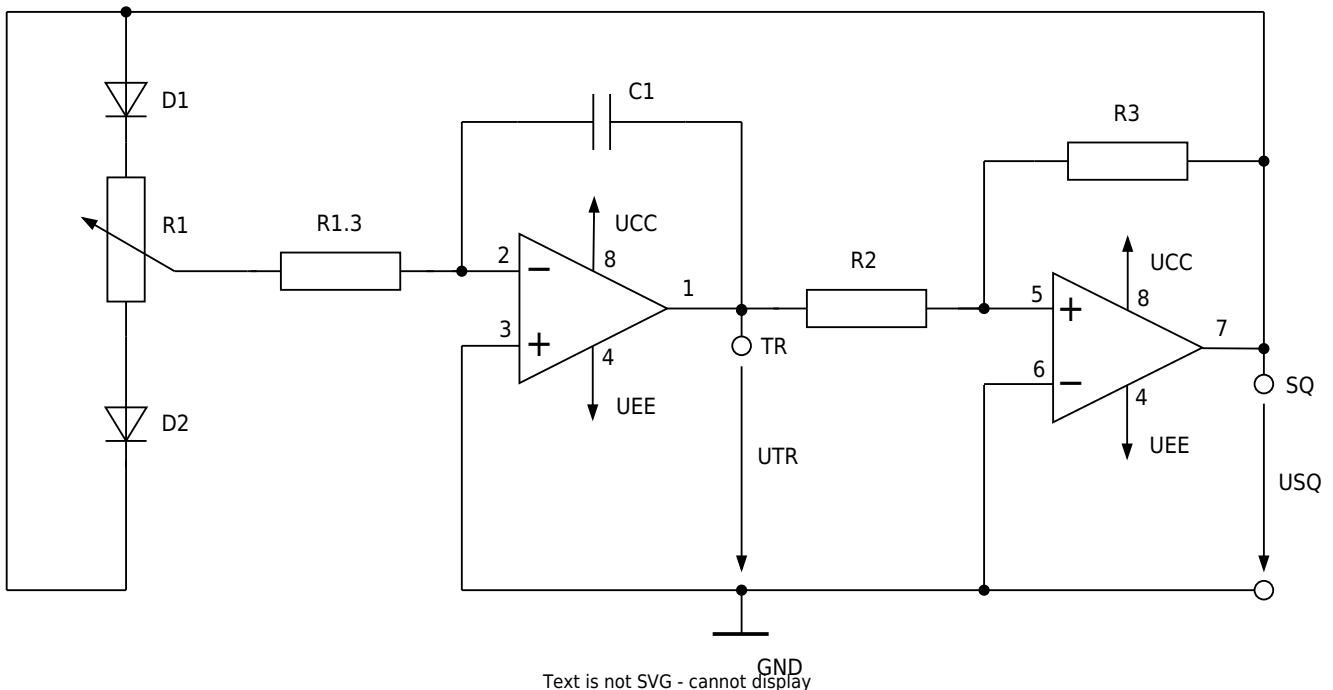 C1
D1
R3
R1
R1.3
UCC
2
8
R2
UCC
1
5
8
3
7
TR
4
6
SQ
4
UEE
D2
UEE
UTR
USQ
GND
Text is not SVG - cannot display